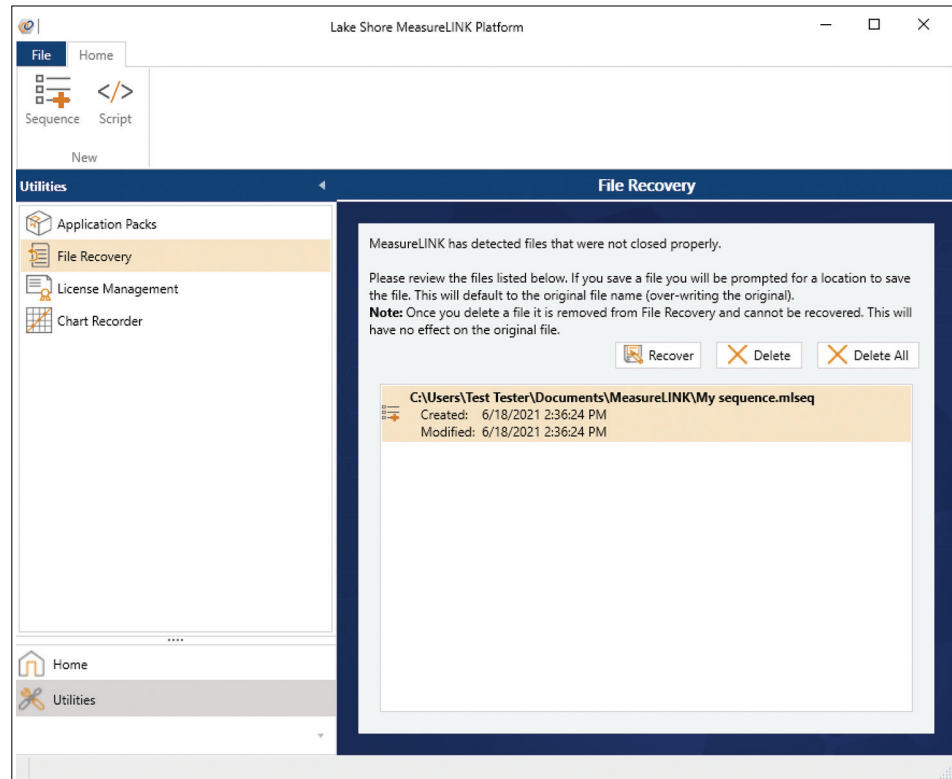 Lake Shore MeasureLINK Platform
File
Home
Sequence
Script
New
Utilities
File Recovery
Application Packs
File Recovery
License Management
Chart Recorder
MeasureLINK has detected files that were not closed properly.
Please review the files listed below. If you save a file you will be prompted for a location to save
the file. This will default to the original file name (over-writing the original).
Note: Once you delete a file it is removed from File Recovery and cannot be recovered. This will
have no effect on the original file.
Recover
Delete
Delete All
C:\Users\Test Tester\Documents\MeasureLINK\My sequence.mlseq
Created: 6/18/2021 2:36:24 PM
Modified: 6/18/2021 2:36:24 PM
Home
Utilities